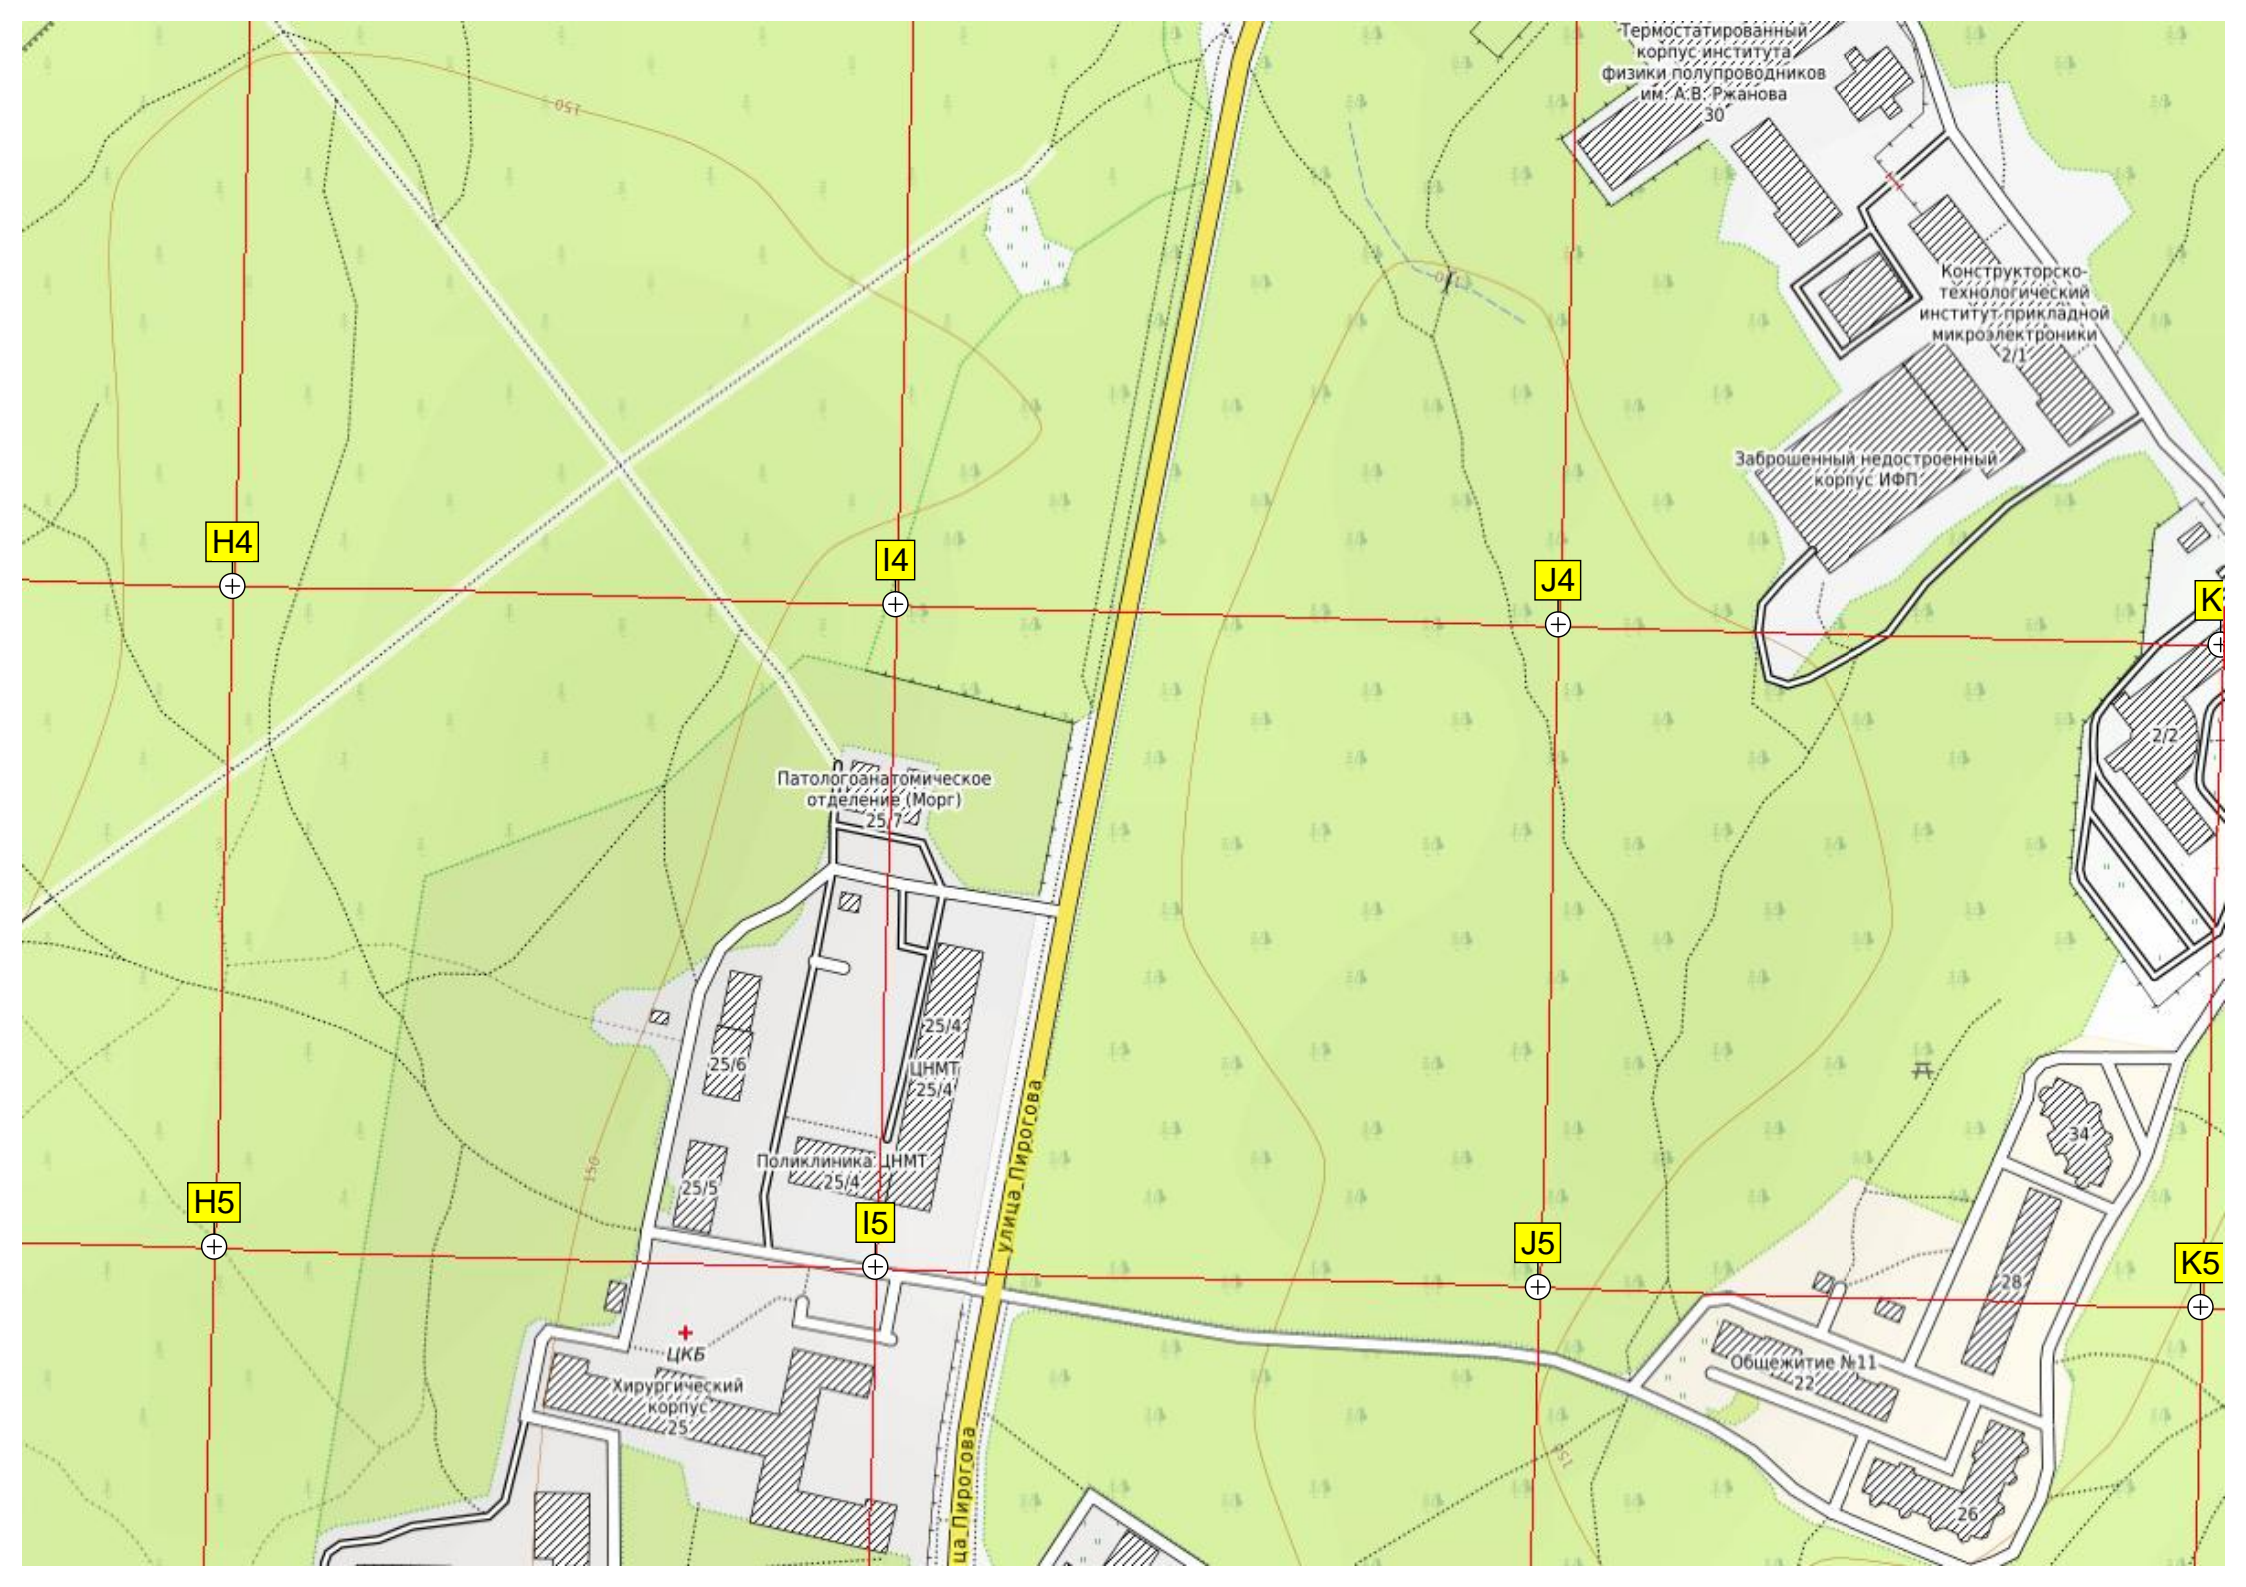 Термостатированный
корпус института
физики полупроводников
им. А.В. Ржанова
30
150
Конструкторско-
технологический
институт прикладной
микроэлектроники
2/1
150
Заброшенный недостроенный
корпус ИФП
H4
I4
J4
K
2/2
Патологоанатомическое
отделение (Морг)
25/7
25/4
ЦНМТ
25/4
25/6
улица Пирогова
34
Поликлиника ЦНМТ
25/4
25/5
150
H5
I5
J5
K5
28
ЦКБ
Хирургический
корпус
25
Общежитие №11
22
ца Пирогова
150
26